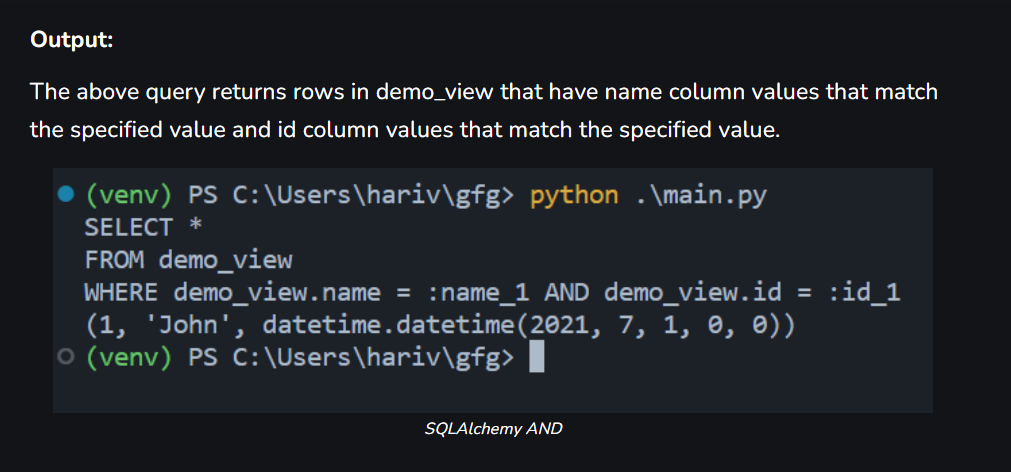 Output:
The above query returns rows in demo_view that have name column values that match
the specified value and id column values that match the specified value.
(venv) PS C:\Users\hariv\gfg> python .\main.py
SELECT *
FROM demo_view
WHERE demo_view.name = :name_1 AND demo_view.id = :id_1
(1, 'John', datetime.datetime(2021, 7, 1, 0, 0))
(venv) PS C:\Users\hariv\gfg>
SQLAlchemy AND